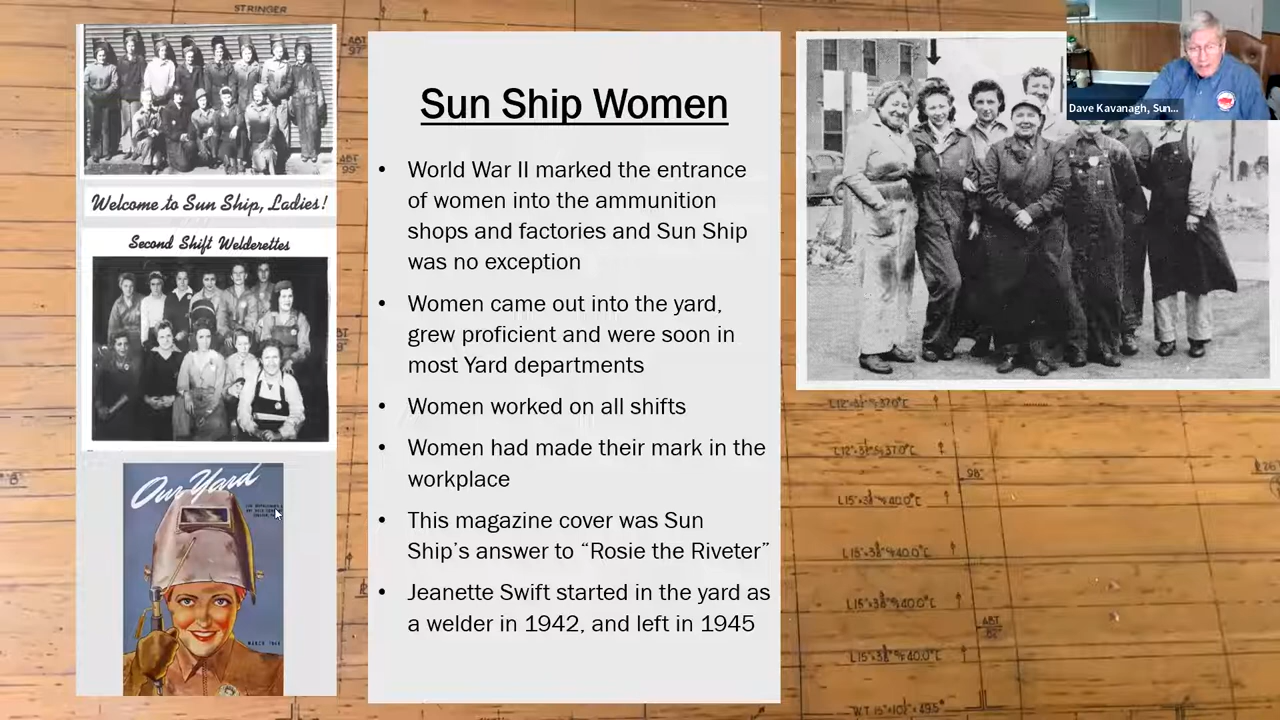 STRINGER
Welcome to Sun Ship, Ladies!
Second Shift Welderettes
Our Yard
MARCH 1944
Sun Ship Women
• World War II marked the entrance
of women into the ammunition
shops and factories and Sun Ship
was no exception
• Women came out into the yard,
grew proficient and were soon in
most Yard departments
• Women worked on all shifts
• Women had made their mark in the
workplace
• This magazine cover was Sun
Ship's answer to “Rosie the Riveter”
• Jeanette Swift started in the yard as
a welder in 1942, and left in 1945
Dave Kavanagh, Sun...
98"
ABT